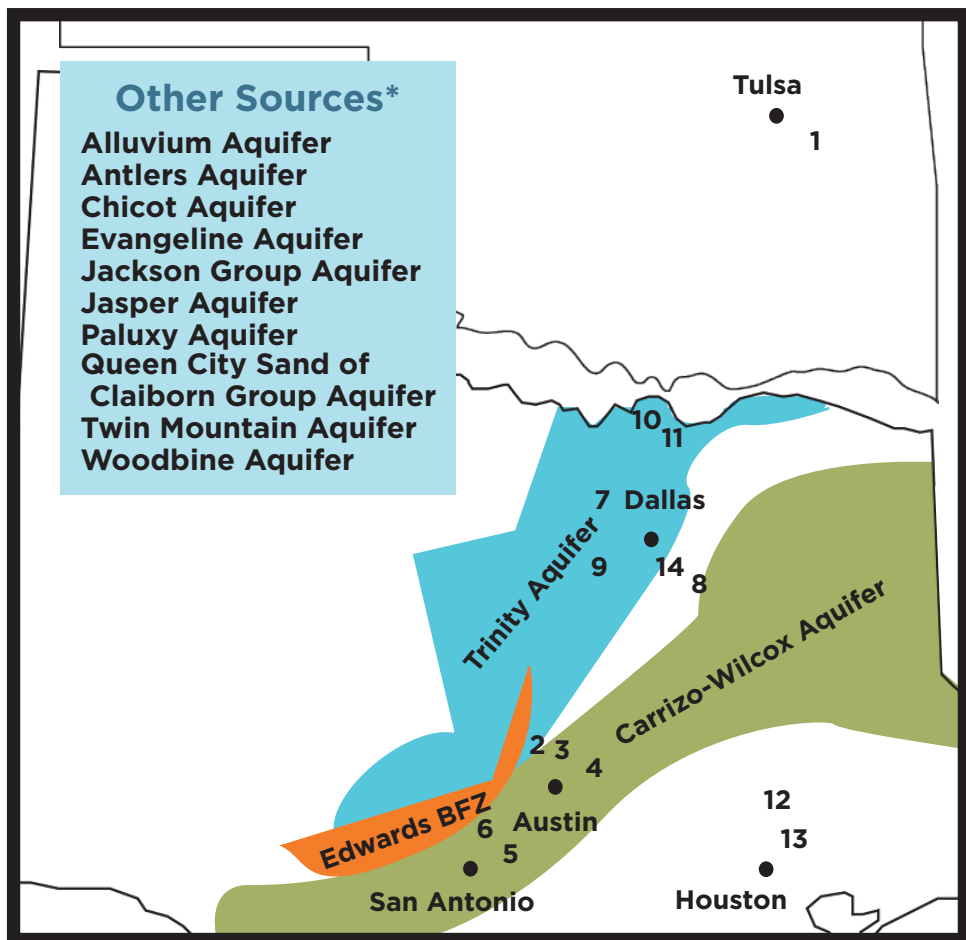 Other Sources*
Alluvium Aquifer
Antlers Aquifer
Chicot Aquifer
Evangeline Aquifer
Jackson Group Aquifer
Jasper Aquifer
Paluxy Aquifer
Queen City Sand of
Claiborn Group Aquifer
Twin Mountain Aquifer
Woodbine Aquifer
Tulsa
1
10
11
7 Dallas
9
14
8
Trinity Aquifer
Carrizo-Wilcox Aquifer
2
3
4
Edwards BFZ
Austin
6
5
San Antonio
12
13
Houston